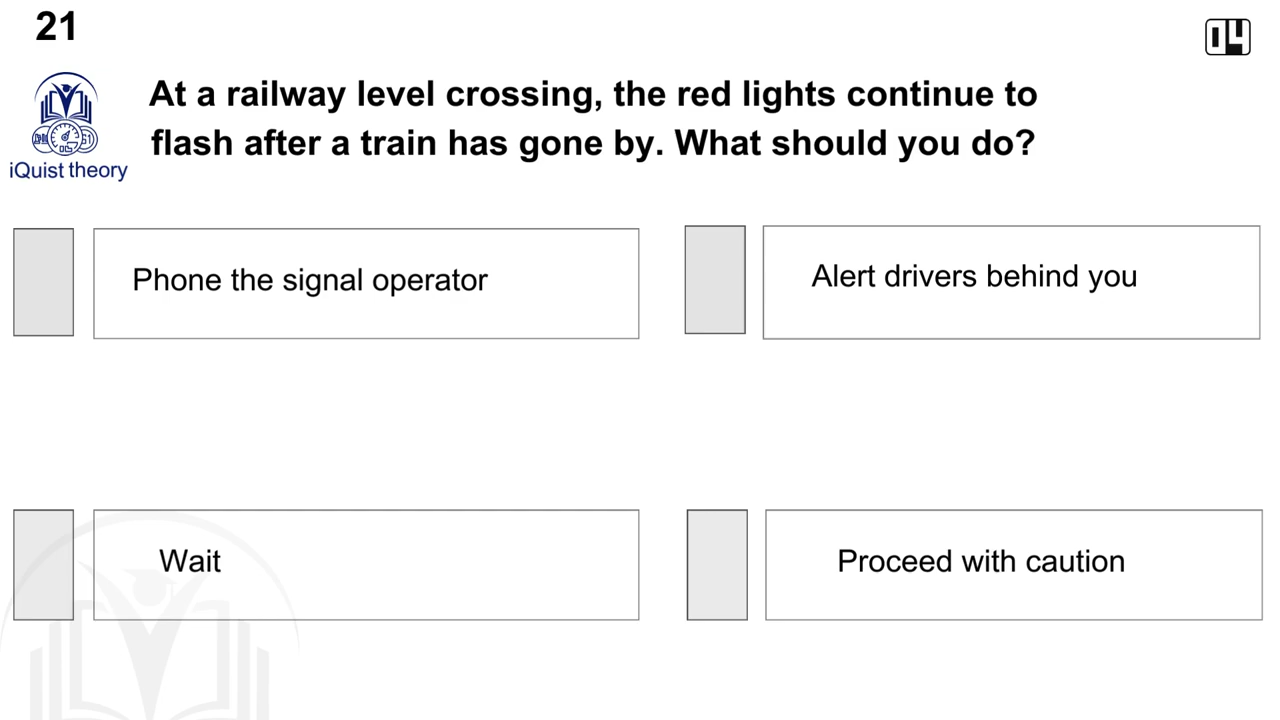 21
04
iQuist theory
At a railway level crossing, the red lights continue to
flash after a train has gone by. What should you do?
Phone the signal operator
Alert drivers behind you
Wait
Proceed with caution